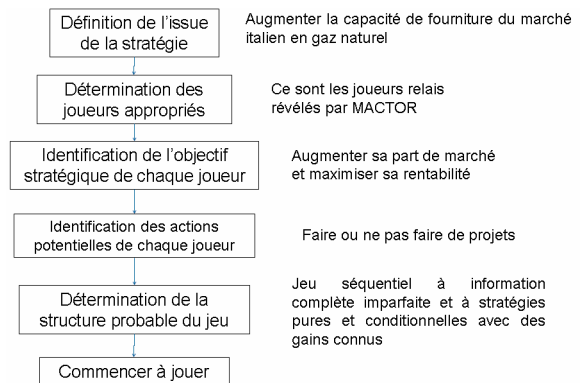 Définition de l'issue
de la stratégie
Augmenter la capacité de fourniture du marché
italien en gaz naturel
Détermination des
joueurs appropriés
Ce sont les joueurs relais
révélés par MACTOR
Identification de l'objectif
stratégique de chaque joueur
Augmenter sa part de marché
et maximiser sa rentabilité
Identification des actions
potentielles de chaque joueur
Faire ou ne pas faire de projets
Détermination de la
structure probable du jeu
Jeu séquentiel à information
complète imparfaite et à stratégies
pures et conditionnelles avec des
gains connus
Commencer à jouer